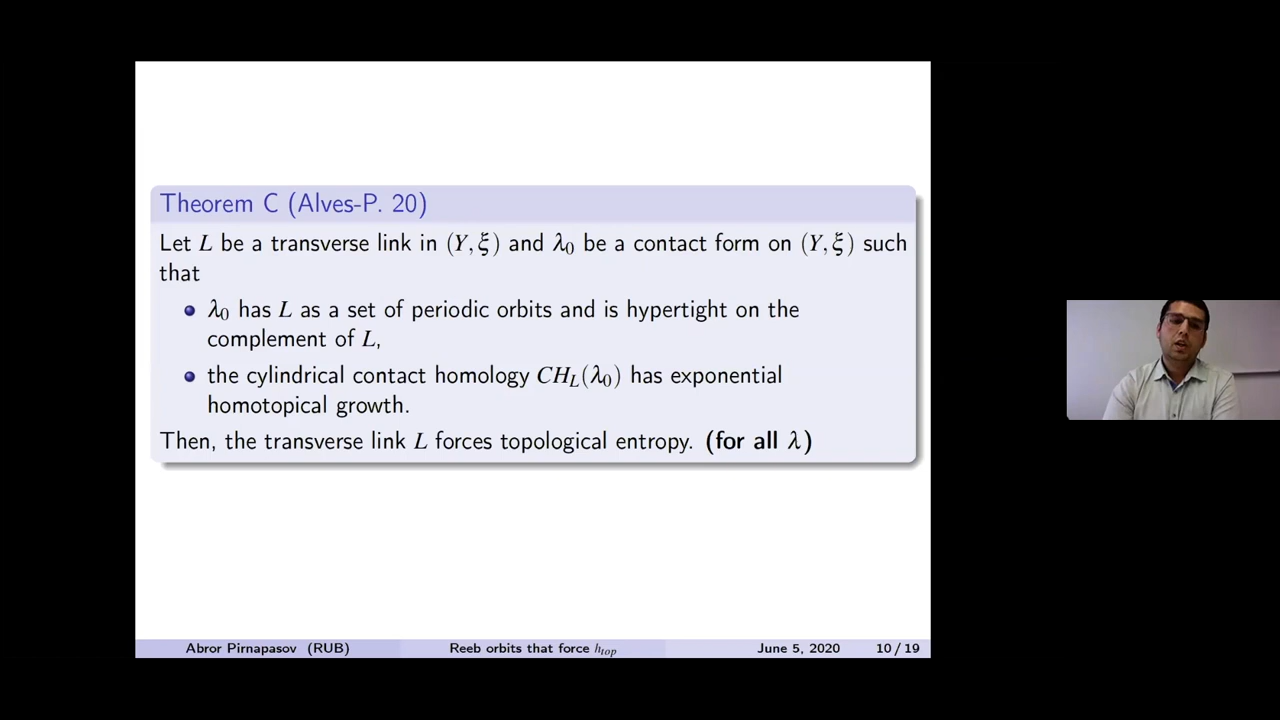 Theorem C (Alves-P. 20)
Let L be a transverse link in (Y, ξ) and λ₀ be a contact form on (Y, ξ) such
that
• λ₀ has L as a set of periodic orbits and is hypertight on the
complement of L,
• the cylindrical contact homology CH_L(λ₀) has exponential
homotopical growth.
Then, the transverse link L forces topological entropy. (for all λ)
Abror Pirnapasov (RUB) Reeb orbits that force h_top June 5, 2020 10 / 19